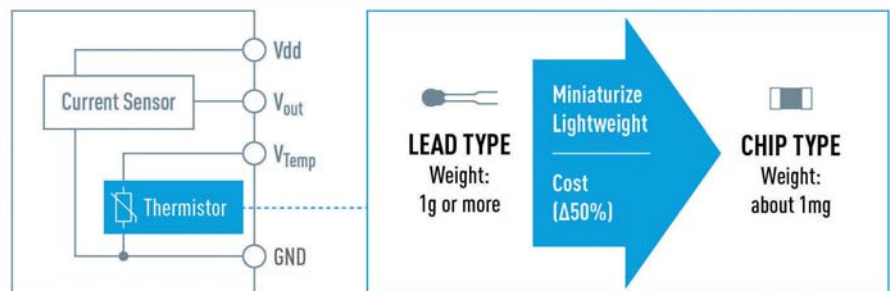 Vdd
Current Sensor
Vout
VTemp
Thermistor
GND
LEAD TYPE
Weight:
1g or more
Miniaturize
Lightweight
Cost
(Δ50%)
CHIP TYPE
Weight:
about 1mg